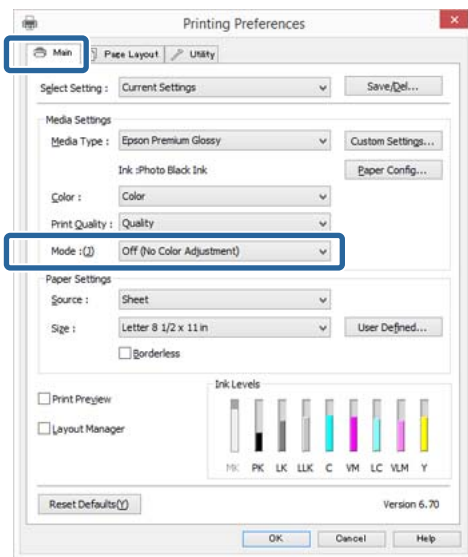 Printing Preferences
Main Page Layout Utility
Select Setting : Current Settings Save/Del...
Media Settings
Media Type : Epson Premium Glossy Custom Settings...
Ink :Photo Black Ink Paper Config...
Color : Color
Print Quality : Quality
Mode :(J) Off (No Color Adjustment)
Paper Settings
Source : Sheet
Size : Letter 8 1/2 x 11 in User Defined...
Borderless
Ink Levels
Print Preview
Layout Manager
MK PK LK LLK C VM LC VLM Y
Reset Defaults(Y) Version 6.70
OK Cancel Help